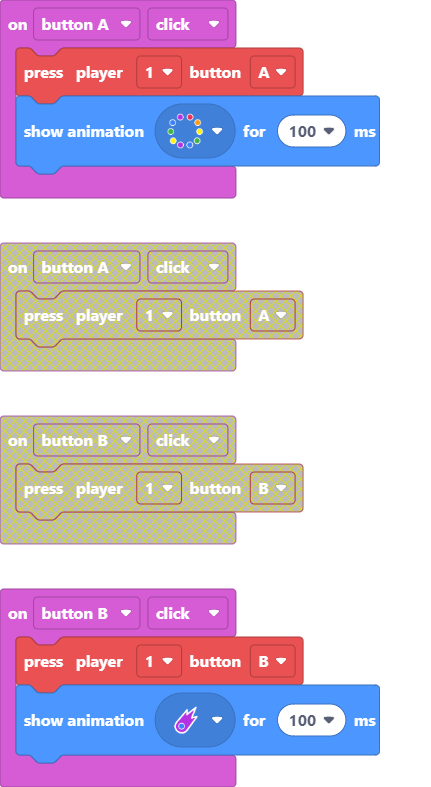 on button A click
press player 1 button A
show animation for 100 ms
on button A click
press player 1 button A
on button B click
press player 1 button B
on button B click
press player 1 button B
show animation for 100 ms